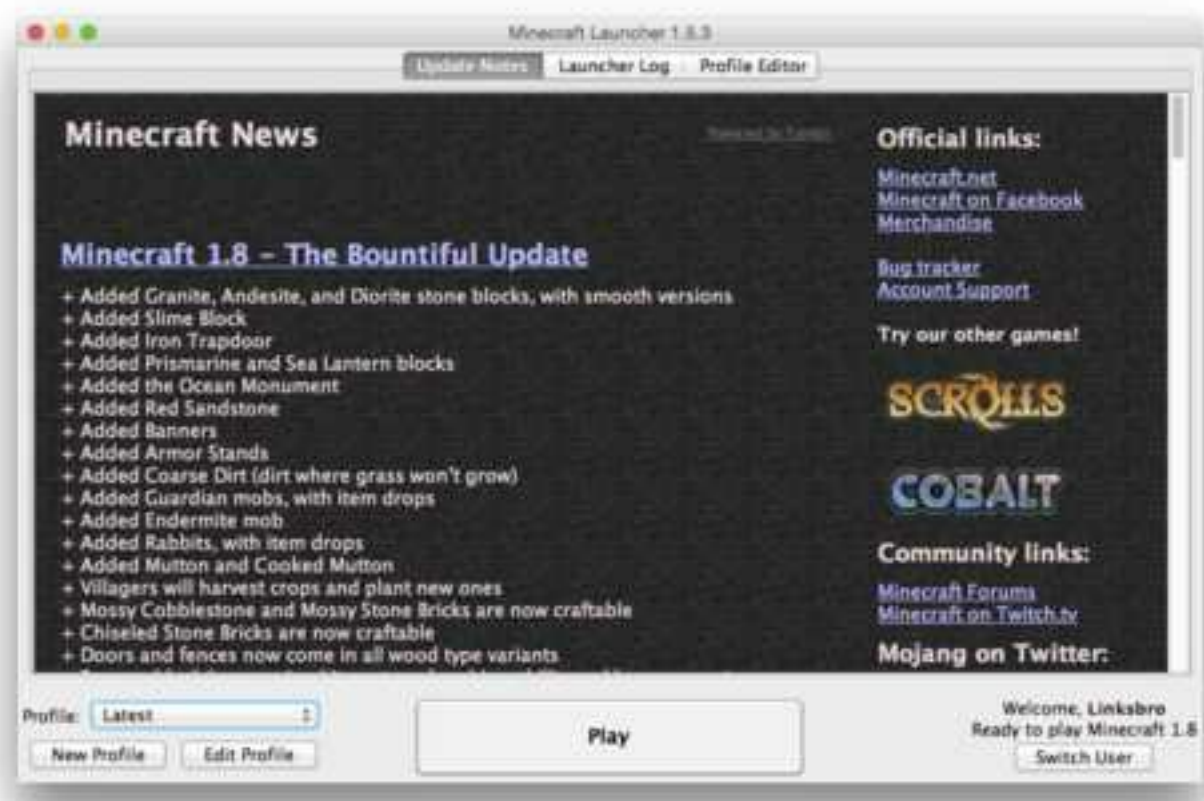 Minecraft Launcher 1.5.3
Update Notes
Launcher Log
Profile Editor
Minecraft News
Powered by Tumblr
Minecraft 1.8 – The Bountiful Update
+ Added Granite, Andesite, and Diorite stone blocks, with smooth versions
+ Added Slime Block
+ Added Iron Trapdoor
+ Added Prismarine and Sea Lantern blocks
+ Added the Ocean Monument
+ Added Red Sandstone
+ Added Banners
+ Added Armor Stands
+ Added Coarse Dirt (dirt where grass won't grow)
+ Added Guardian mobs, with item drops
+ Added Endermite mob
+ Added Rabbits, with item drops
+ Added Mutton and Cooked Mutton
+ Villagers will harvest crops and plant new ones
+ Mossy Cobblestone and Mossy Stone Bricks are now craftable
+ Chiseled Stone Bricks are now craftable
+ Doors and fences now come in all wood type variants
Official links:
Minecraft.net
Minecraft on Facebook
Merchandise
Bug tracker
Account Support
Try our other games!
SCROLLS
COBALT
Community links:
Minecraft Forums
Minecraft on Twitch.tv
Mojang on Twitter:
Profile: Latest
New Profile
Edit Profile
Play
Welcome, Linksbro
Ready to play Minecraft 1.8
Switch User